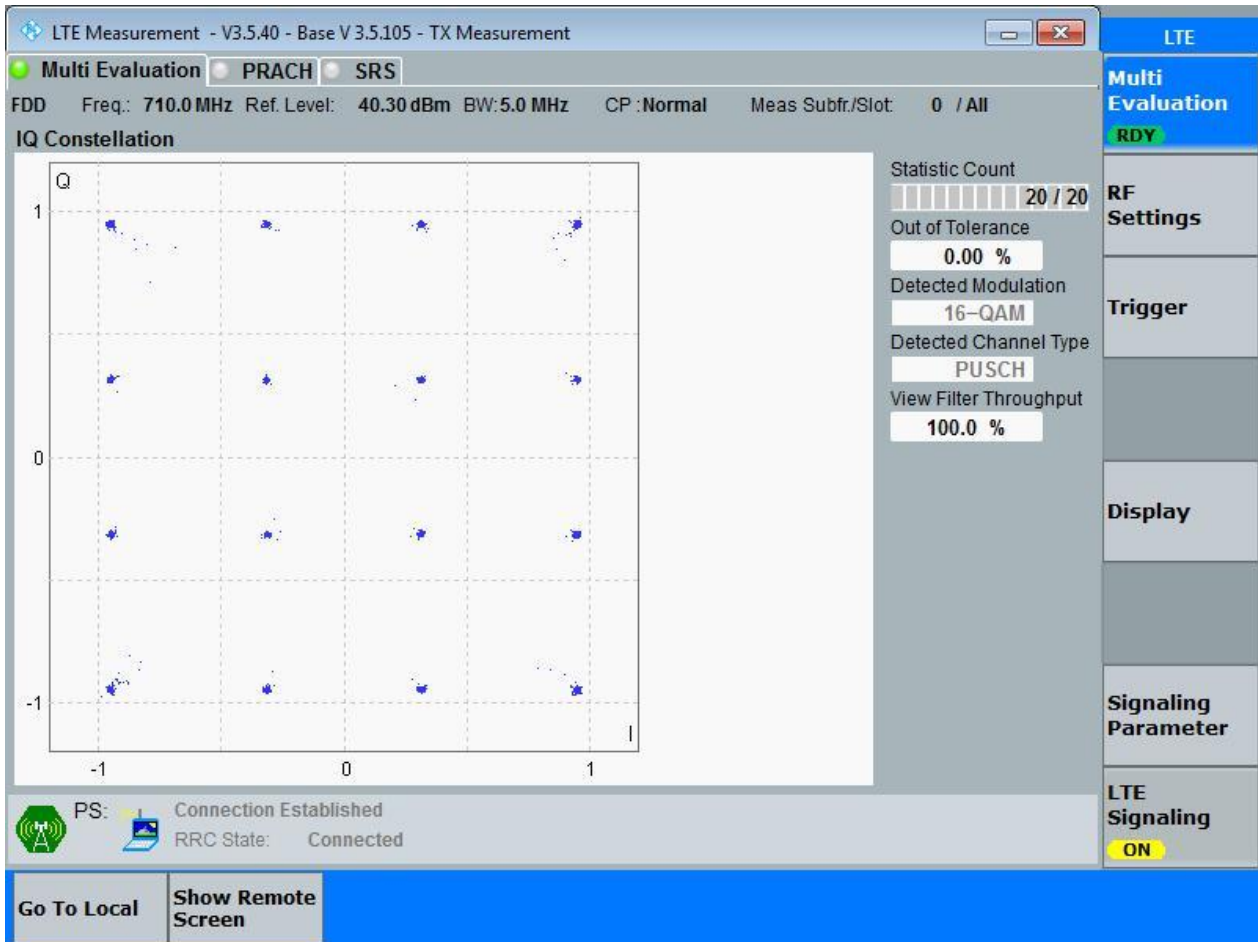 LTE Measurement - V3.5.40 - Base V 3.5.105 - TX Measurement
LTE
Multi Evaluation PRACH SRS
Multi
Evaluation
RDY
FDD Freq.: 710.0 MHz Ref. Level: 40.30 dBm BW: 5.0 MHz CP : Normal Meas Subfr./Slot: 0 / All
IQ Constellation
Q
1
0
-1
I
-1 0 1
Statistic Count
20 / 20
Out of Tolerance
0.00 %
Detected Modulation
16-QAM
Detected Channel Type
PUSCH
View Filter Throughput
100.0 %
RF
Settings
Trigger
Display
Signaling
Parameter
LTE
Signaling
ON
PS: Connection Established
RRC State: Connected
Go To Local
Show Remote
Screen